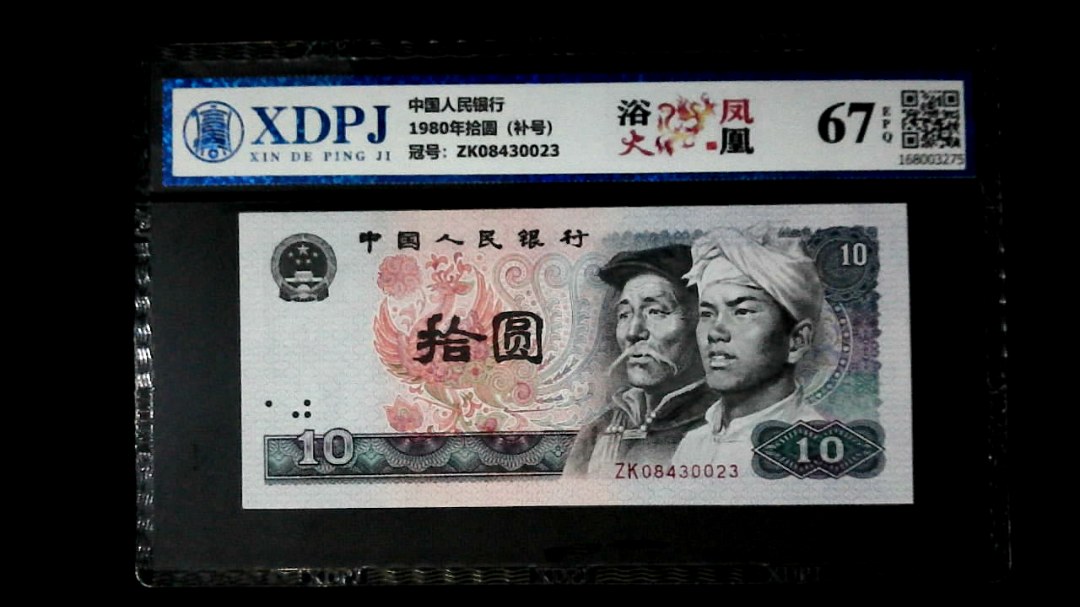 XDPJ
XIN DE PING JI
中国人民银行
1980年拾圆（补号）
冠号：ZK08430023
浴火
凤凰
67
EPQ
168003275
中国人民银行
10
拾圆
10
ZK08430023
10
XDPJ